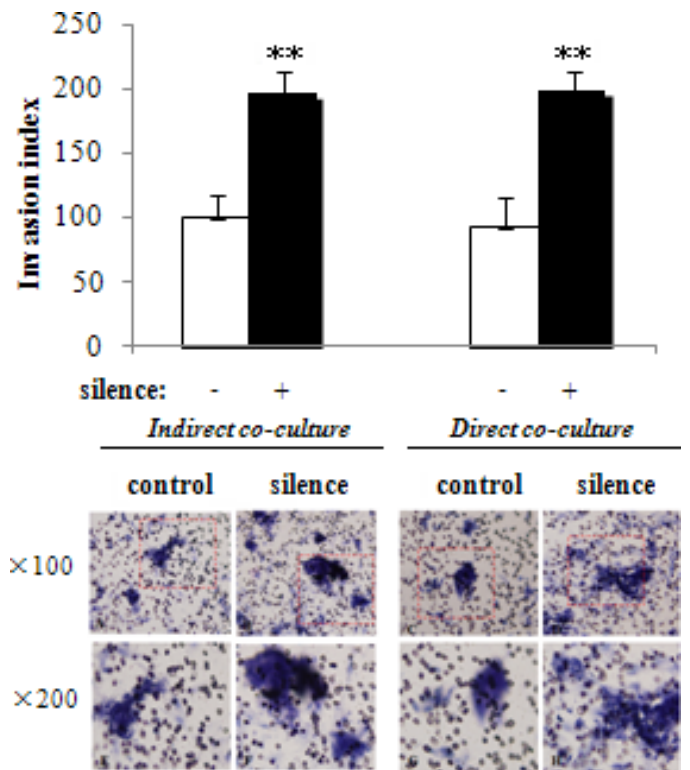 250
** **
200
150
100
50
0
Invasion index
silence: - + - +
Indirect co-culture Direct co-culture
control silence control silence
×100
×200